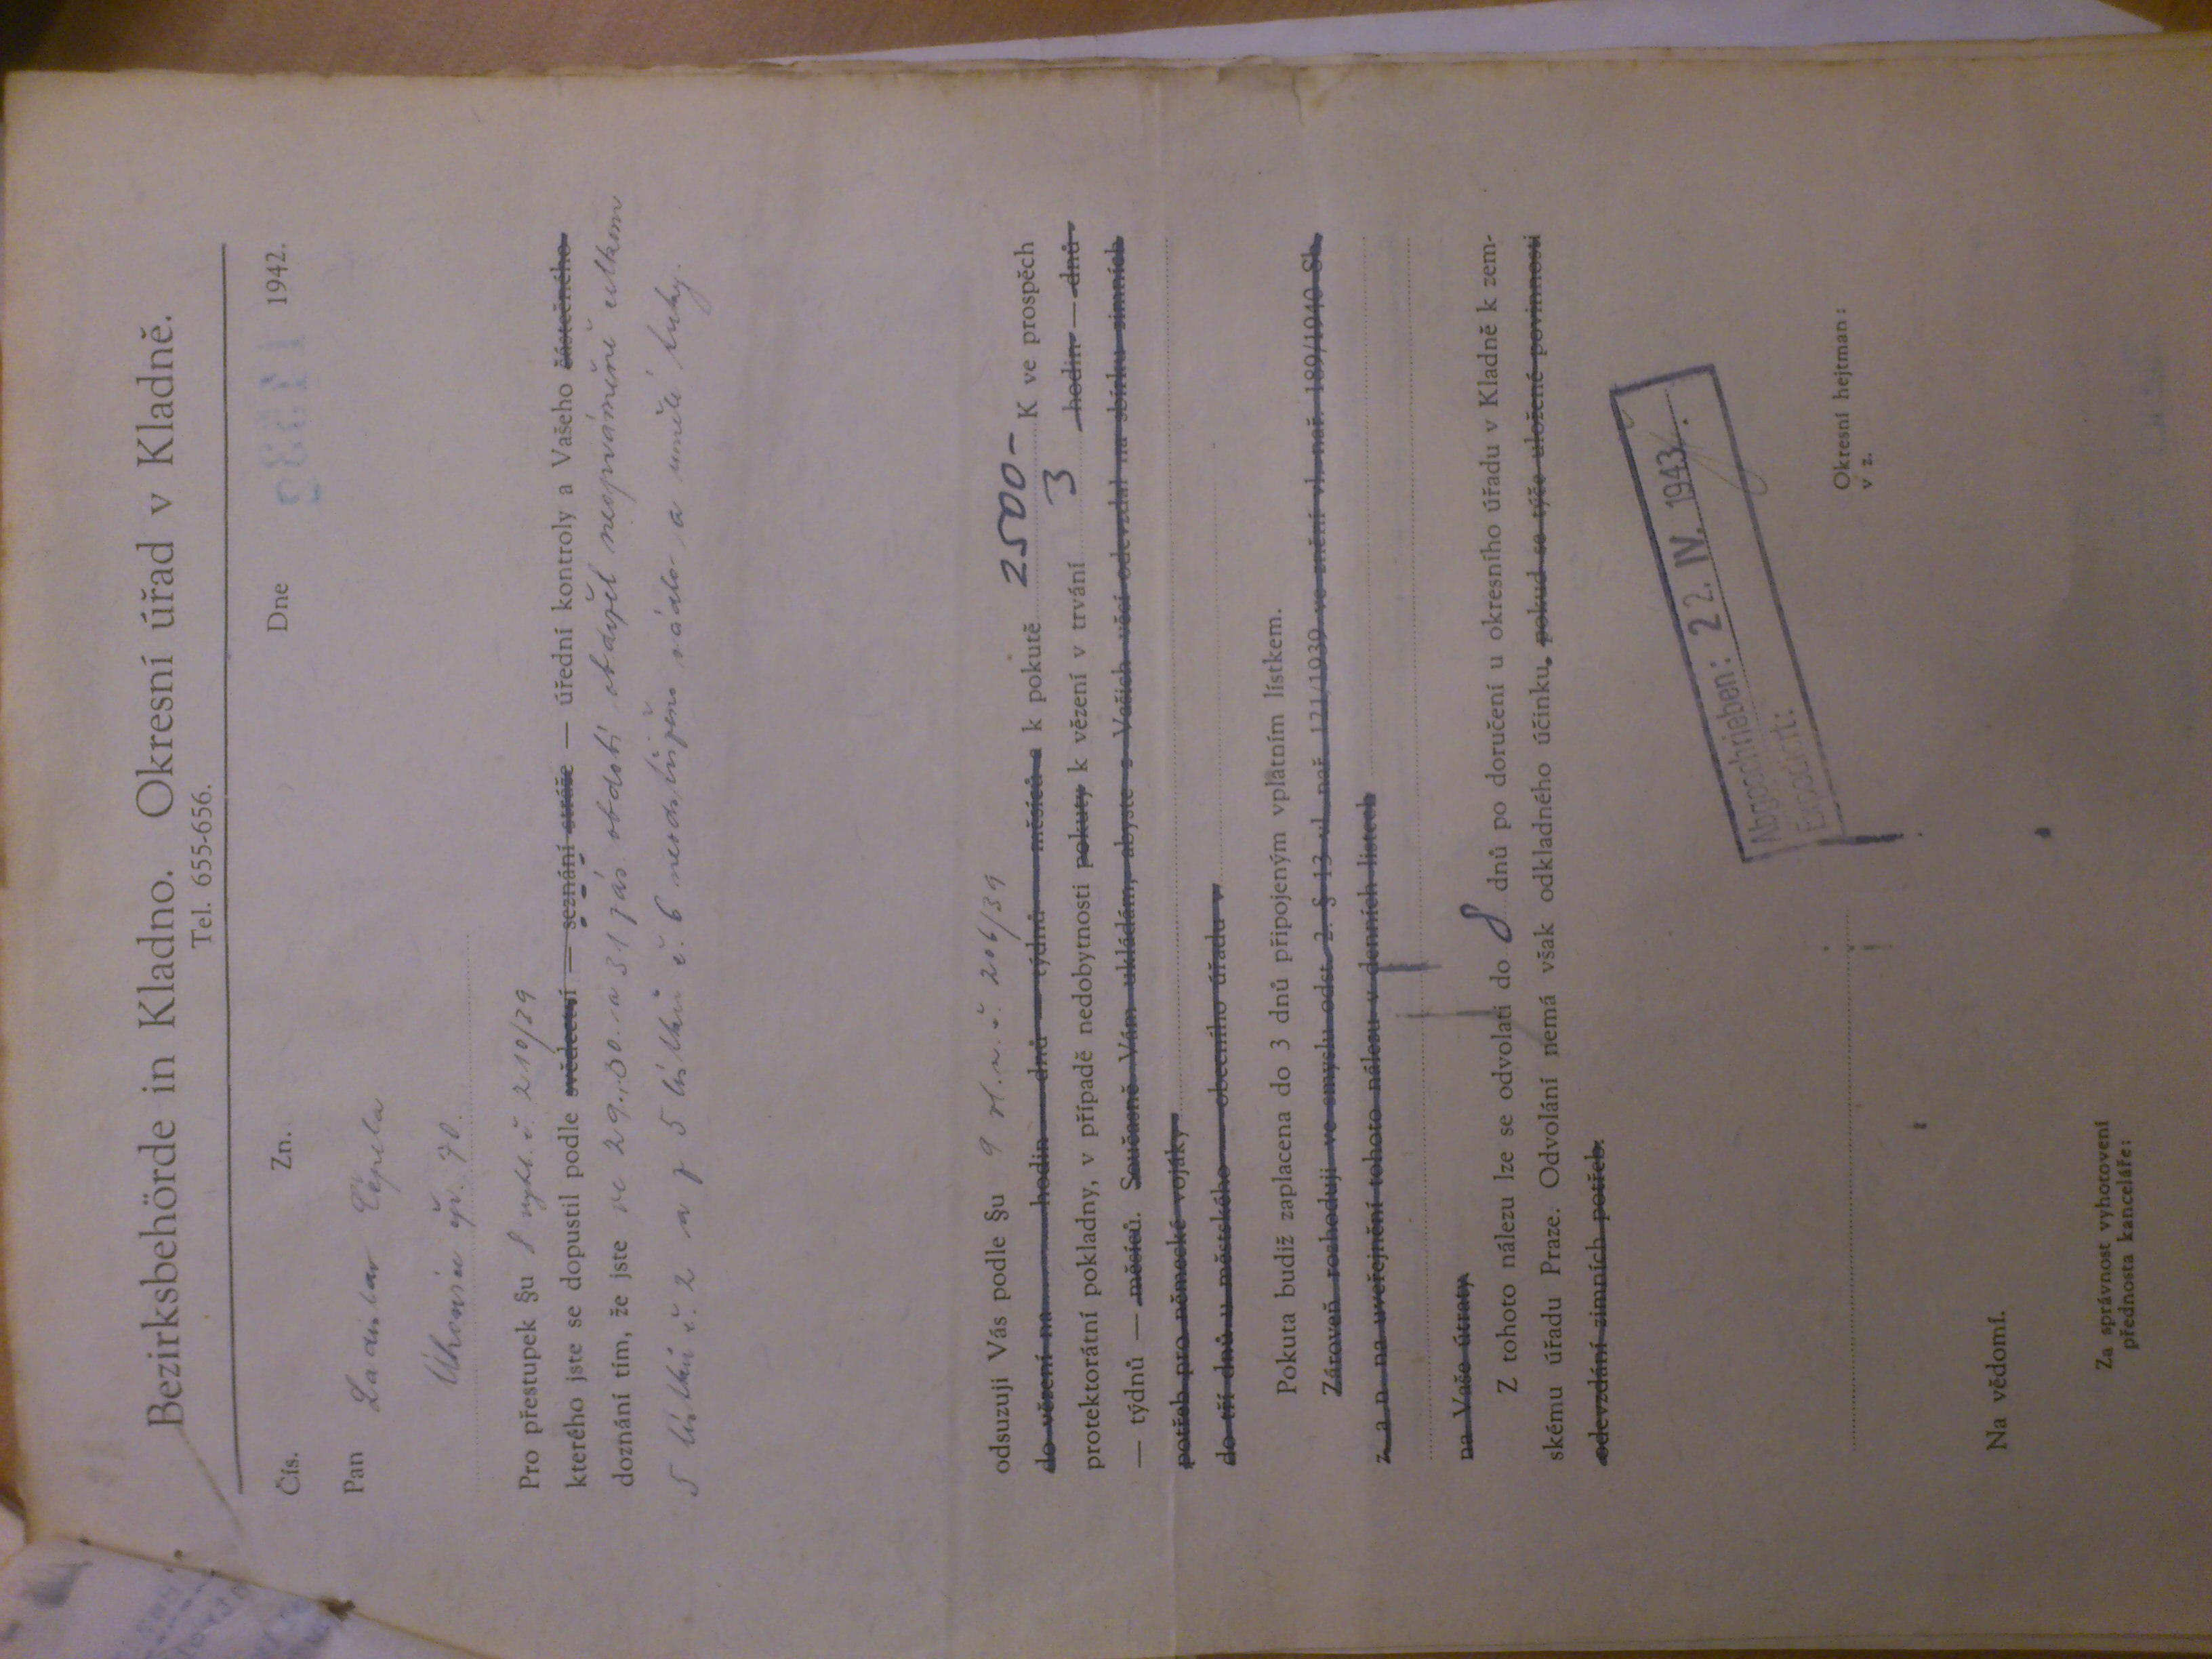 Bezirksbehörde in Kladno. Okresní úřad v Kladně.
Tel. 655-656.
Čís. Zn. Dne 1942.
Pan Ladislav Čepela
Úhonice čp. 70.
Pro přestupek §u 8 vyhl. č. 210/39
kterého jste se dopustil podle svědectví — seznání stráže — úřední kontroly a Vašeho částečného
doznání tím, že jste ve 29., 30. a 31 zás. období obdržel neoprávněně celkem
5 lístků č. 2 a z 5 lístků č. 6 neodstřiženo sádlo a umělé tuky.
odsuzuji Vás podle §u 9 vl. n. č. 206/39
do vězení na hodin — dnů — týdnů — měsíců a k pokutě 2500- K ve prospěch
protektorátní pokladny, v případě nedobytnosti pokuty k vězení v trvání 3 hodin — dnů
— týdnů — měsíců. Současně Vám ukládám, abyste z Vašich věcí odevzdal na sbírku zimních
potřeb pro německé vojáky
do tří dnů u městského — obecního úřadu v
Pokuta budiž zaplacena do 3 dnů připojeným vplatním lístkem.
Zároveň rozhoduji ve smyslu odst. 2. § 13 vl. nař. 121/1939 ve znění vl. nař. 189/1940 Sb.
z. a n. na uveřejnění tohoto nálezu v denních listech
na Vaše útraty.
Z tohoto nálezu lze se odvolati do 8 dnů po doručení u okresního úřadu v Kladně k zem-
skému úřadu Praze. Odvolání nemá však odkladného účinku, pokud se týče uložené povinnosti
odevzdání zimních potřeb.
Abgeschrieben: 22. IV. 1943
Expediert:
Okresní hejtman:
v z.
Na vědomí.
Za správnost vyhotovení
přednosta kanceláře: